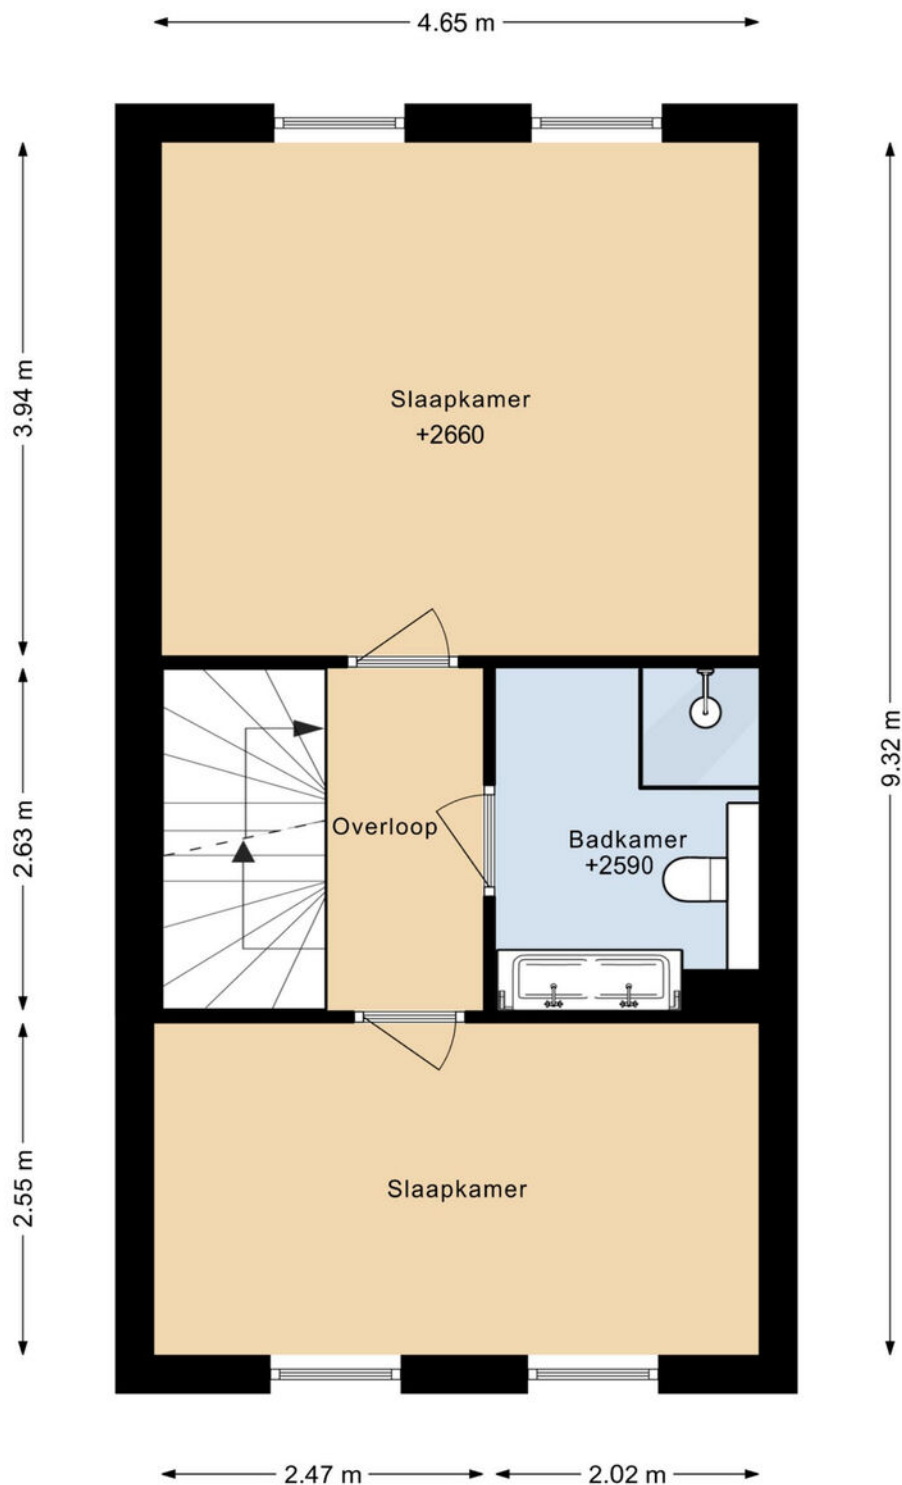 4.65 m
3.94 m
Slaapkamer
+2660
9.32 m
2.63 m
Overloop
Badkamer
+2590
2.55 m
Slaapkamer
2.47 m
2.02 m